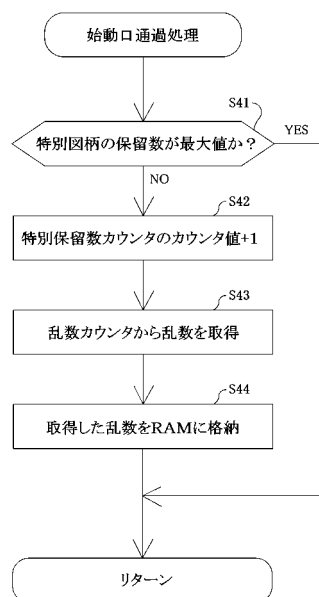 始動口通過処理
S41
特別図柄の保留数が最大値か？
YES
NO
S42
特別保留数カウンタのカウンタ値+1
S43
乱数カウンタから乱数を取得
S44
取得した乱数をRAMに格納
リターン